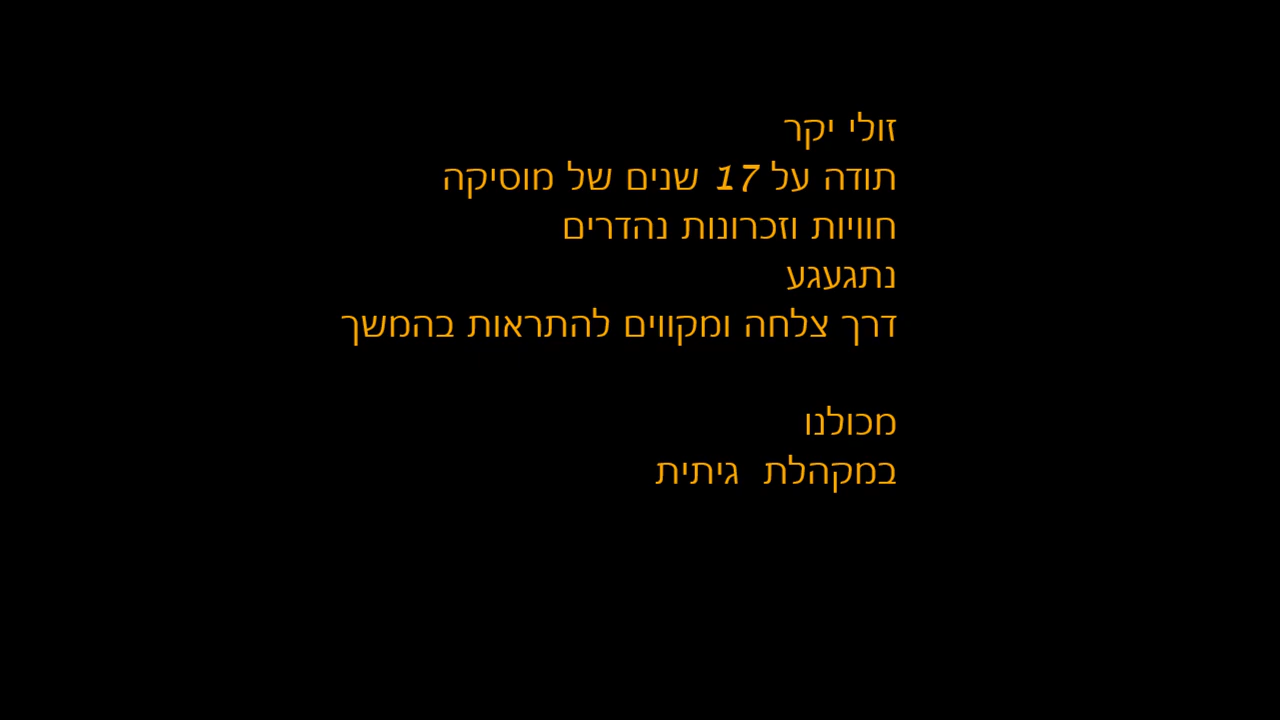 זולי יקר
תודה על 17 שנים של מוסיקה
חוויות וזכרונות נהדרים
נתגעגע
דרך צלחה ומקווים להתראות בהמשך
מכולנו
במקהלת גיתית